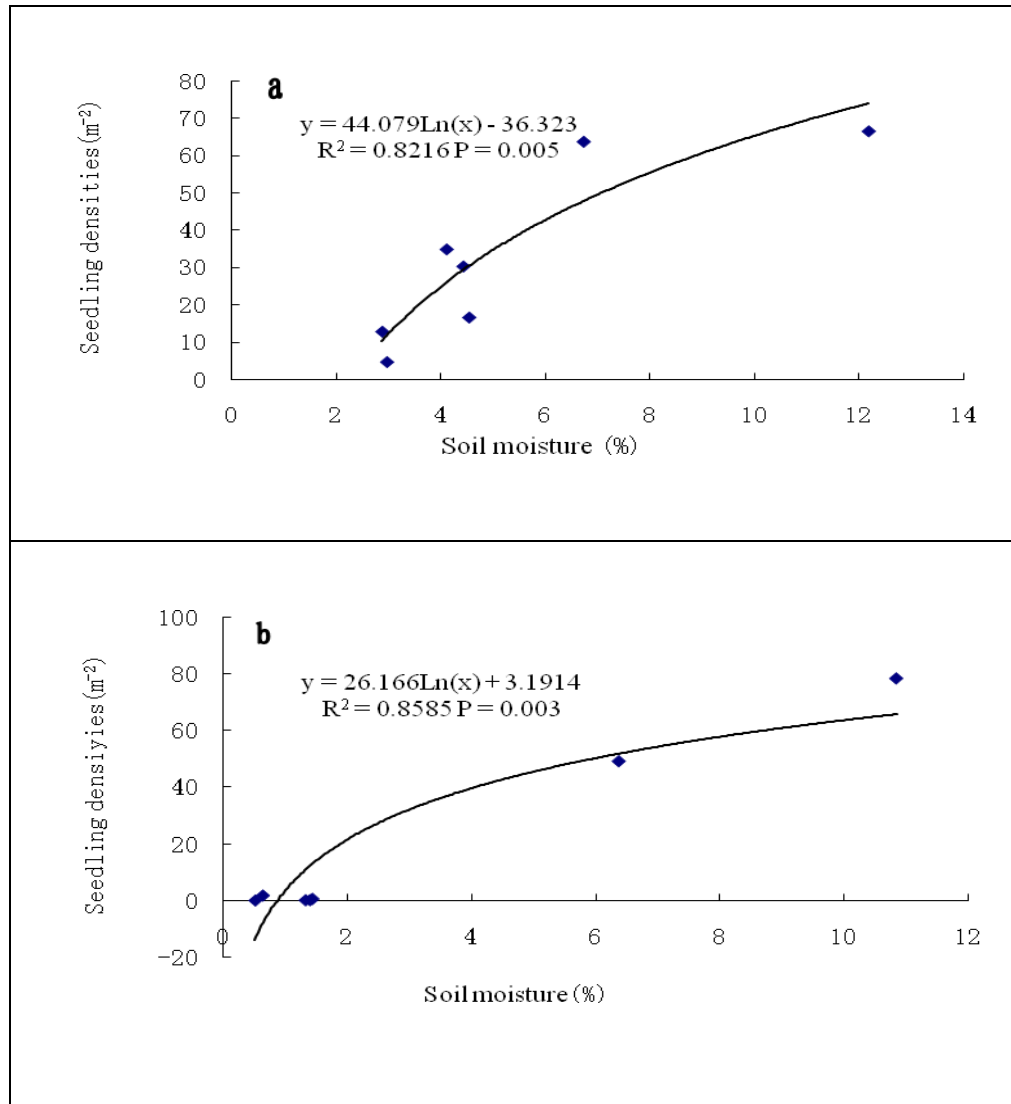 a
y = 44.079Ln(x) - 36.323
R² = 0.8216 P = 0.005
Seedling densities(m⁻²)
80
70
60
50
40
30
20
10
0
0 2 4 6 8 10 12 14
Soil moisture (%)
b
y = 26.166Ln(x) + 3.1914
R² = 0.8585 P = 0.003
Seedling densiyies(m⁻²)
100
80
60
40
20
0
-20
0 2 4 6 8 10 12
Soil moisture(%)